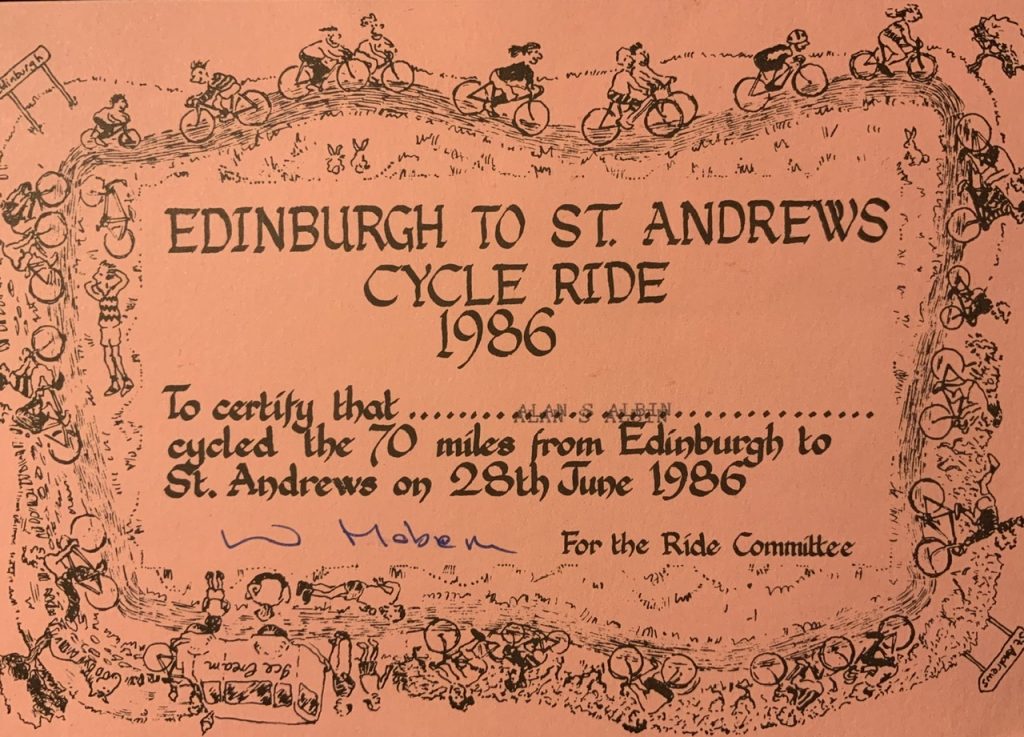 Edinburgh
EDINBURGH TO ST. ANDREWS
CYCLE RIDE
1986
To certify that ......... ALAN S ALBIN ...............
cycled the 70 miles from Edinburgh to
St. Andrews on 28th June 1986
For the Ride Committee
Ice Cream